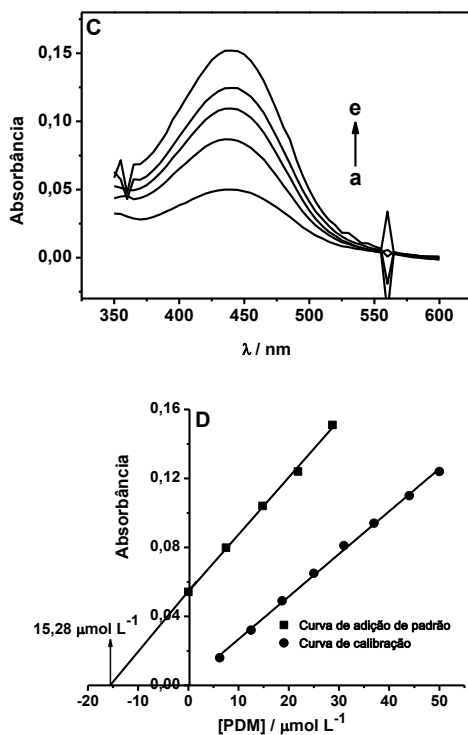 C
0,15
0,10
0,05
0,00
Absorbância
e
a
350 400 450 500 550 600
λ / nm
D
0,16
0,12
0,08
0,04
0,00
Absorbância
15,28 µmol L-1
Curva de adição de padrão
Curva de calibração
-20 -10 0 10 20 30 40 50
[PDM] / µmol L-1